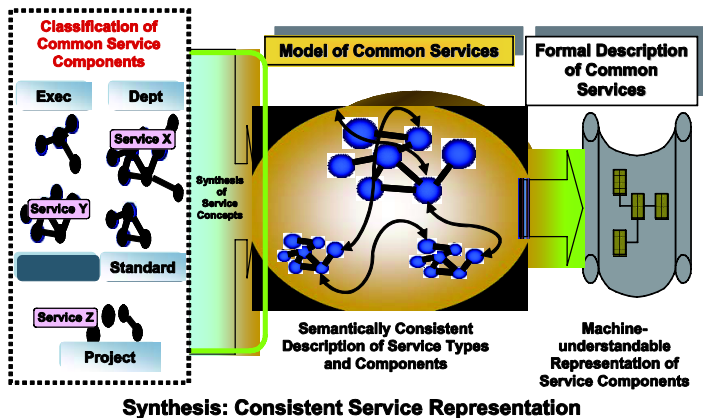 Classification of
Common Service
Components
Exec
Dept
Service X
Service Y
Standard
Service Z
Project
Synthesis
of
Service
Concepts
Model of Common Services
Semantically Consistent
Description of Service Types
and Components
Formal Description
of Common
Services
Machine-
understandable
Representation of
Service Components
Synthesis: Consistent Service Representation